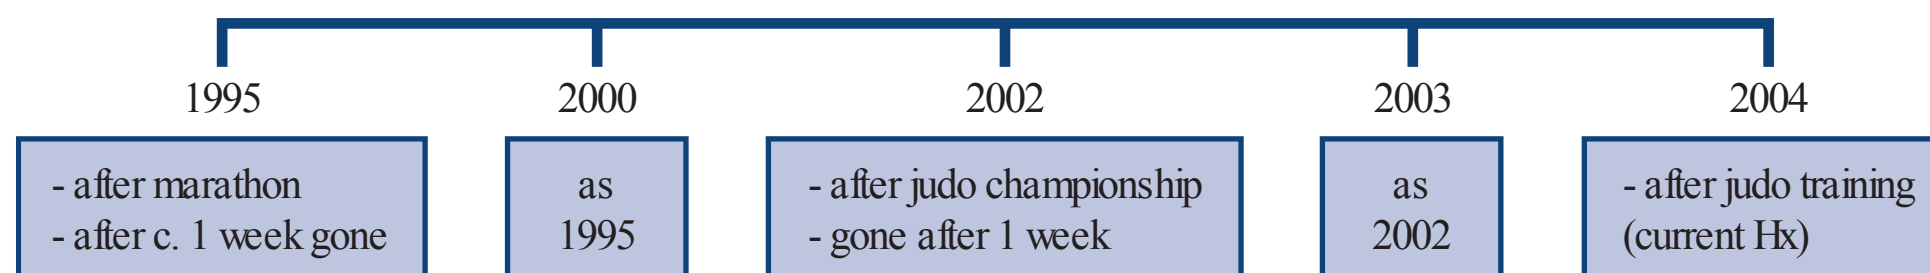 1995
2000
2002
2003
2004
- after marathon
- after c. 1 week gone
as
1995
- after judo championship
- gone after 1 week
as
2002
- after judo training
(current Hx)